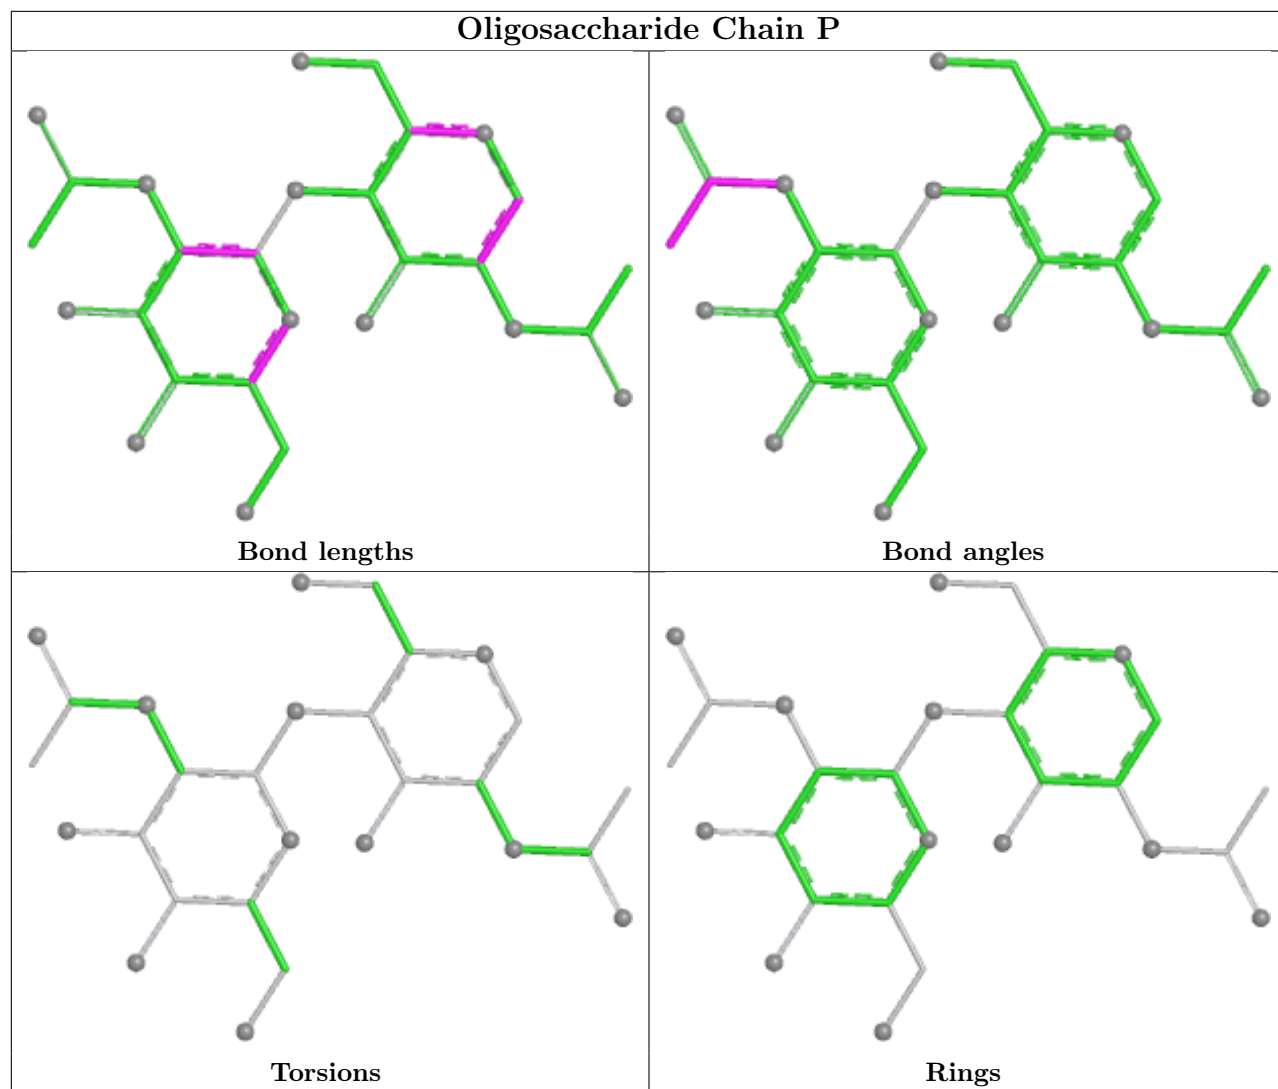 Oligosaccharide Chain P
Bond lengths
Bond angles
Torsions
Rings